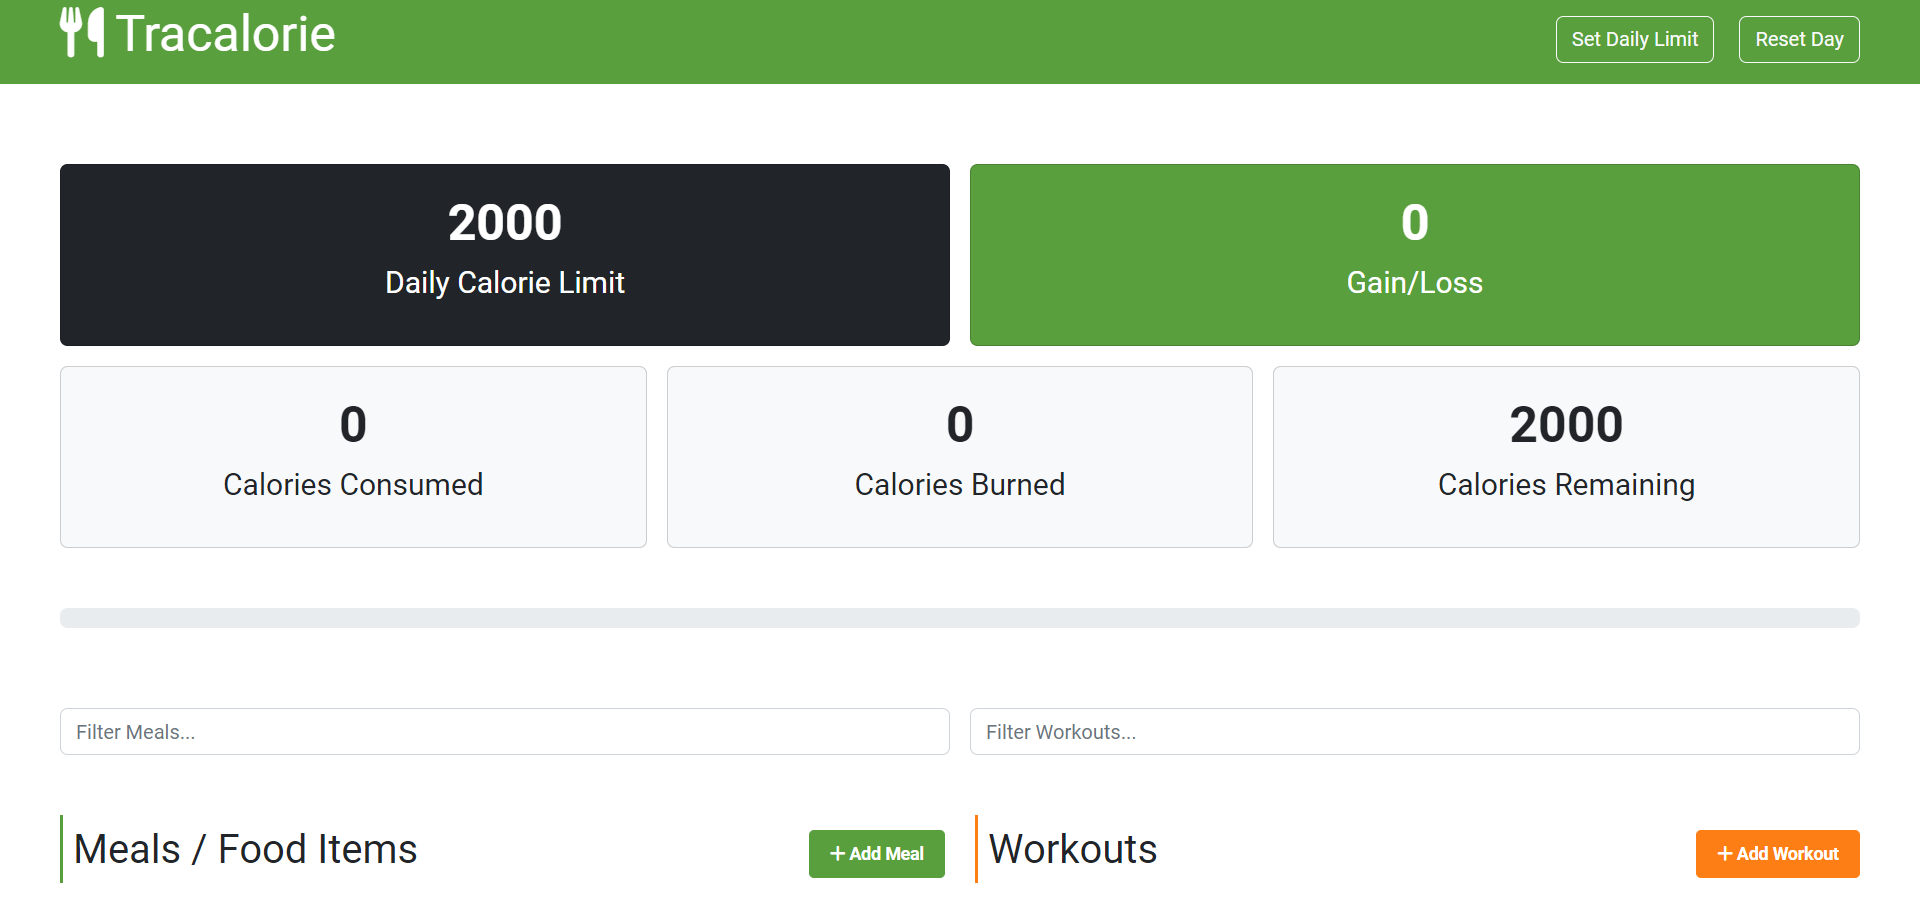 Tracalorie
Set Daily Limit
Reset Day
2000
Daily Calorie Limit
0
Gain/Loss
0
Calories Consumed
0
Calories Burned
2000
Calories Remaining
Filter Meals...
Filter Workouts...
Meals / Food Items
+ Add Meal
Workouts
+ Add Workout